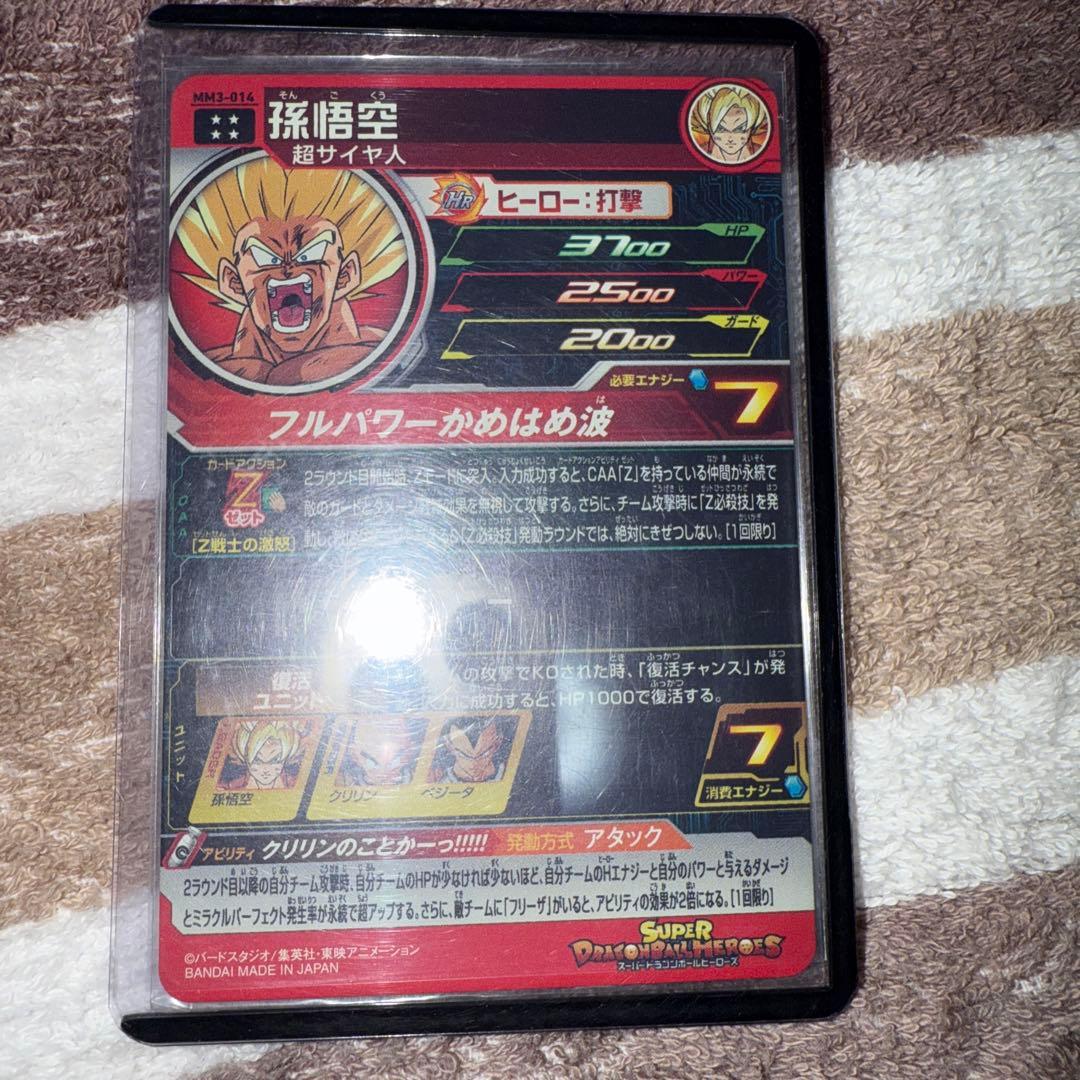 MM3-014
孫悟空
超サイヤ人
HR ヒーロー:打撃
3700 HP
2500 パワー
2000 ガード
必要エナジー 7
フルパワーかめはめ波
カードアクション
Z
ゼット
「Z戦士の激怒」
2ラウンド目開始時、Zモードに突入。入力成功すると、CAA「Z」を持っている仲間が永続で
敵のガードと
効果を無視して攻撃する。さらに、チーム攻撃時に「Z必殺技」を発
動し、
「Z必殺技」発動ラウンドでは、絶対にきぜつしない。[1回限り]
ユニット
復活
ユニット
の攻撃でKOされた時、「復活チャンス」が発
に成功すると、HP1000で復活する。
孫悟空
クリリン
ベジータ
7
消費エナジー
アビリティ クリリンのことかーっ!!!!! 発動方式 アタック
2ラウンド目以降の自分チーム攻撃時、自分チームのHPが少なければ少ないほど、自分チームのHエナジーと自分のパワーと与えるダメージ
とミラクルパーフェクト発生率が永続で超アップする。さらに、敵チームに「フリーザ」がいると、アビリティの効果が2倍になる。[1回限り]
©バードスタジオ/集英社・東映アニメーション
BANDAI MADE IN JAPAN
SUPER
DRAGONBALL HEROES
スーパードラゴンボールヒーローズ